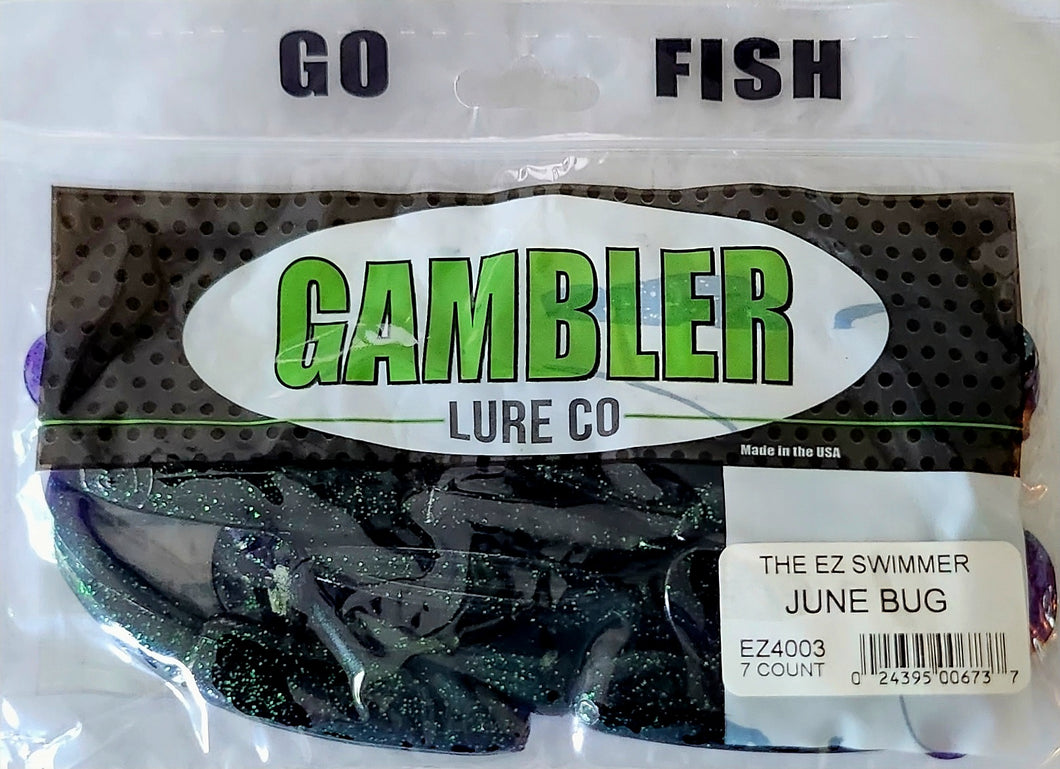 GO FISH
GAMBLER
LURE CO
Made in the USA
THE EZ SWIMMER
JUNE BUG
EZ4003
7 COUNT
0 24395 00673 7